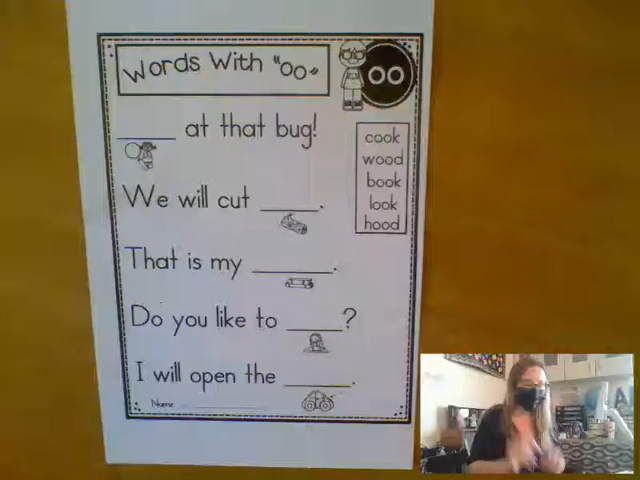 Words With "oo"
oo
_____ at that bug!
We will cut _____.
That is my _____.
Do you like to _____?
I will open the _____.
Name
cook
wood
book
look
hood